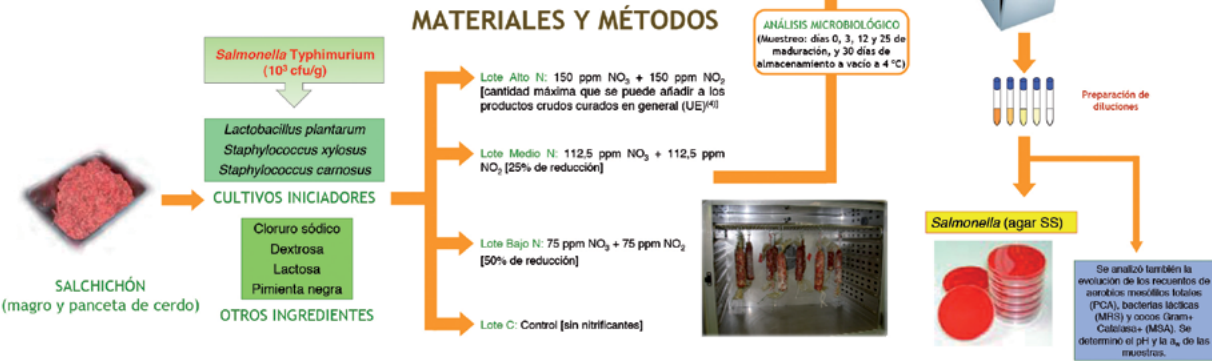 MATERIALES Y MÉTODOS
Salmonella Typhimurium
(10³ cfu/g)
Lactobacillus plantarum
Staphylococcus xylosus
Staphylococcus carnosus
CULTIVOS INICIADORES
Cloruro sódico
Dextrosa
Lactosa
Pimienta negra
OTROS INGREDIENTES
SALCHICHÓN
(magro y panceta de cerdo)
Lote Alto N: 150 ppm NO₃ + 150 ppm NO₂
[cantidad máxima que se puede añadir a los
productos crudos curados en general (UE)⁽⁴⁾]
Lote Medio N: 112,5 ppm NO₃ + 112,5 ppm
NO₂ [25% de reducción]
Lote Bajo N: 75 ppm NO₃ + 75 ppm NO₂
[50% de reducción]
Lote C: Control [sin nitrificantes]
ANÁLISIS MICROBIOLÓGICO
(Muestreo: días 0, 3, 12 y 25 de
maduración, y 30 días de
almacenamiento a vacío a 4 ºC)
Preparación de
diluciones
Salmonella (agar SS)
Se analizó también la
evolución de los recuentos de
aerobios mesófilos totales
(PCA), bacterias lácticas
(MRS) y cocos Gram+
Catalasa+ (MSA). Se
determinó el pH y la aw de las
muestras.